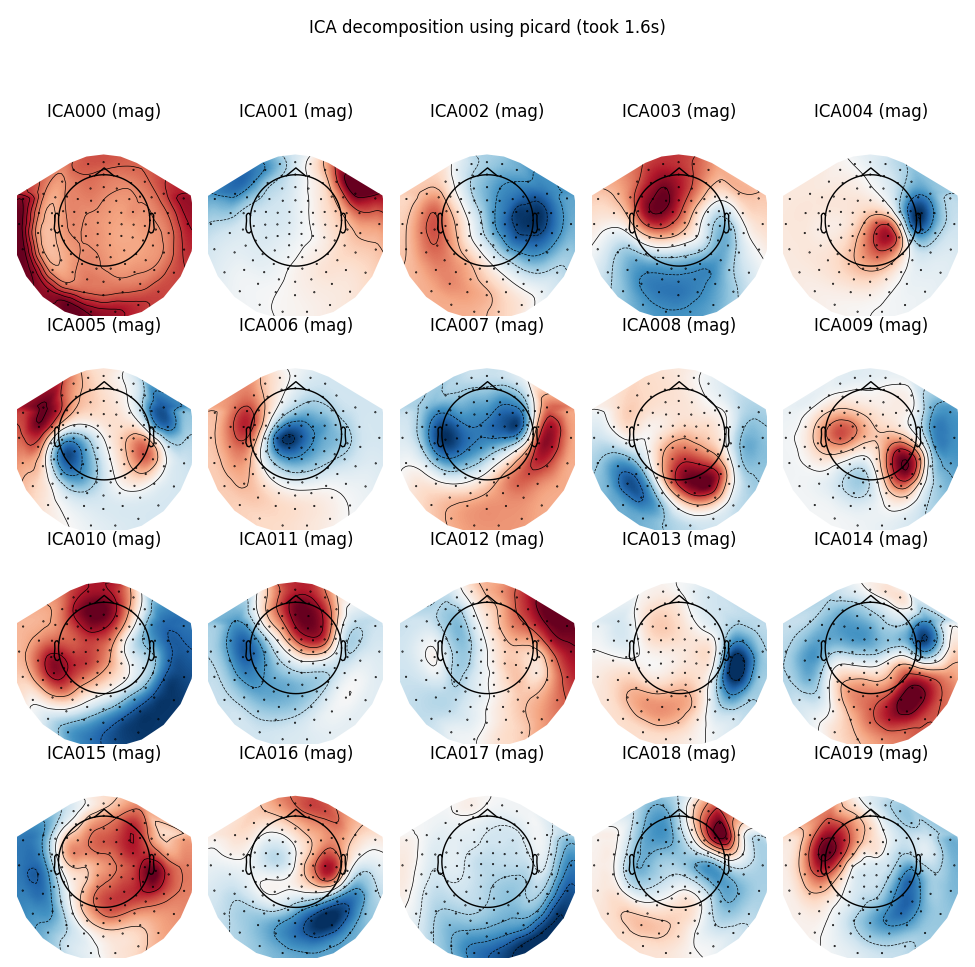 ICA decomposition using picard (took 1.6s)
ICA000 (mag) ICA001 (mag) ICA002 (mag) ICA003 (mag) ICA004 (mag)
ICA005 (mag) ICA006 (mag) ICA007 (mag) ICA008 (mag) ICA009 (mag)
ICA010 (mag) ICA011 (mag) ICA012 (mag) ICA013 (mag) ICA014 (mag)
ICA015 (mag) ICA016 (mag) ICA017 (mag) ICA018 (mag) ICA019 (mag)